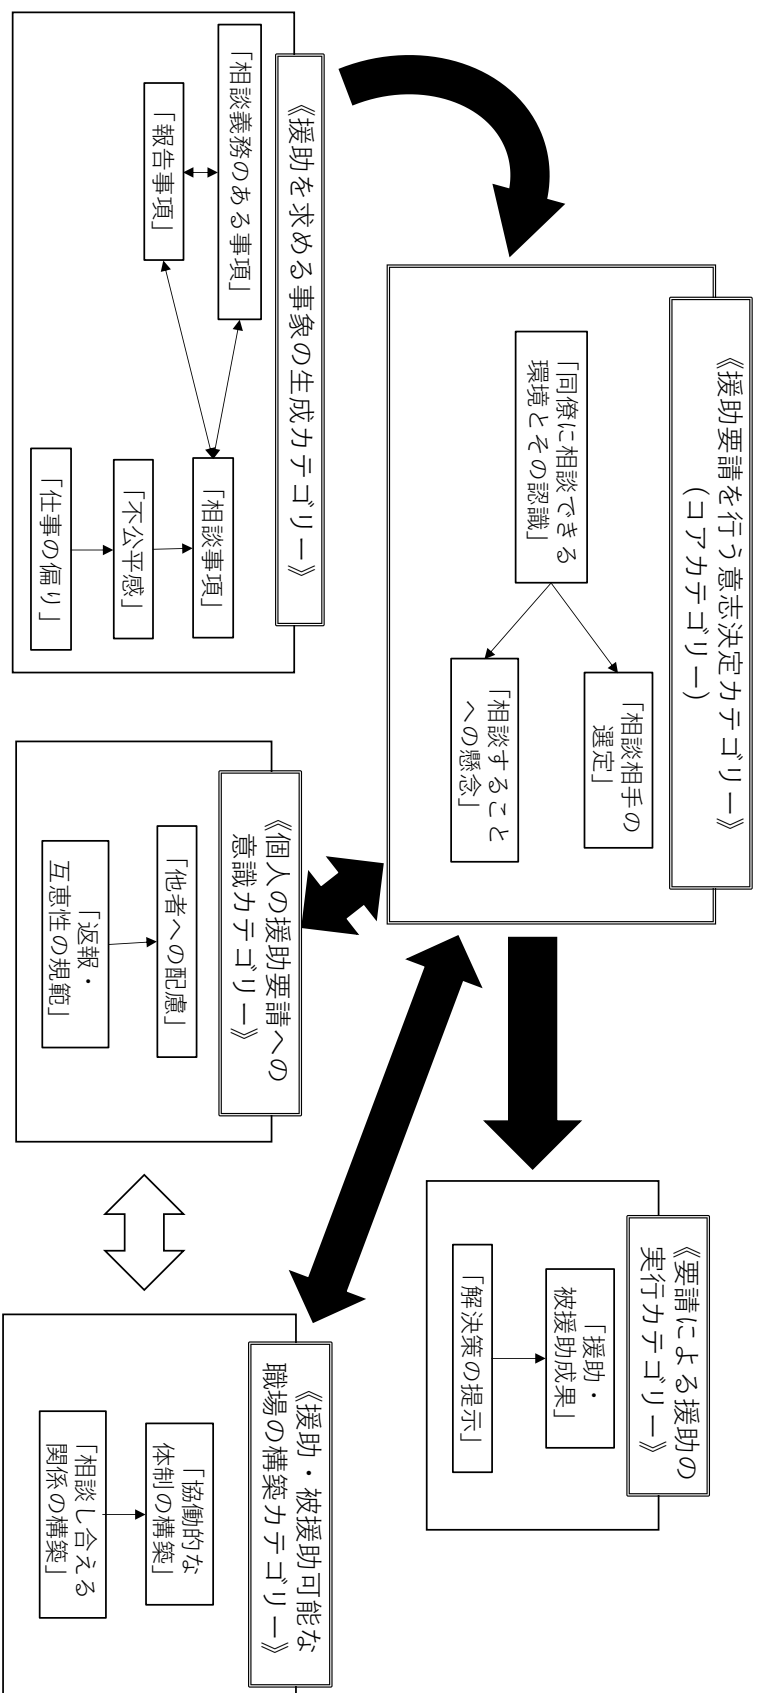 《援助を求める事象の生成カテゴリー》
「相談義務のある事項」
「報告事項」
「相談事項」
「不公平感」
「仕事の偏り」
《援助要請を行う意志決定カテゴリー》
(コアカテゴリー)
「同僚に相談できる
環境とその認識」
「相談相手の
選定」
「相談すること
への懸念」
《個人の援助要請への
意識カテゴリー》
「他者への配慮」
「返報・
互恵性の規範」
《要請による援助の
実行カテゴリー》
「援助・
被援助成果」
「解決策の提示」
《援助・被援助可能な
職場の構築カテゴリー》
「協働的な
体制の構築」
「相談し合える
関係の構築」